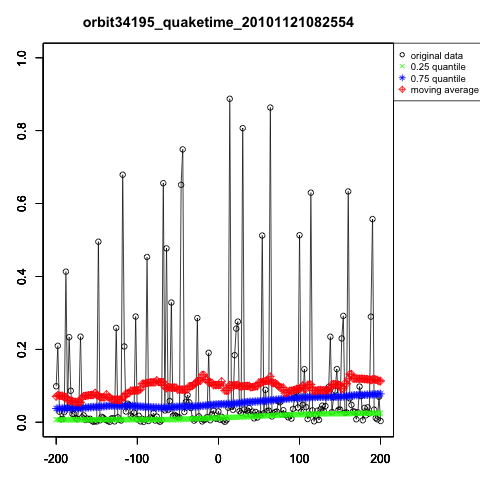 orbit34195_quaketime_20101121082554
original data
0.25 quantile
0.75 quantile
moving average
1.0
0.8
0.6
0.4
0.2
0.0
-200 -100 0 100 200